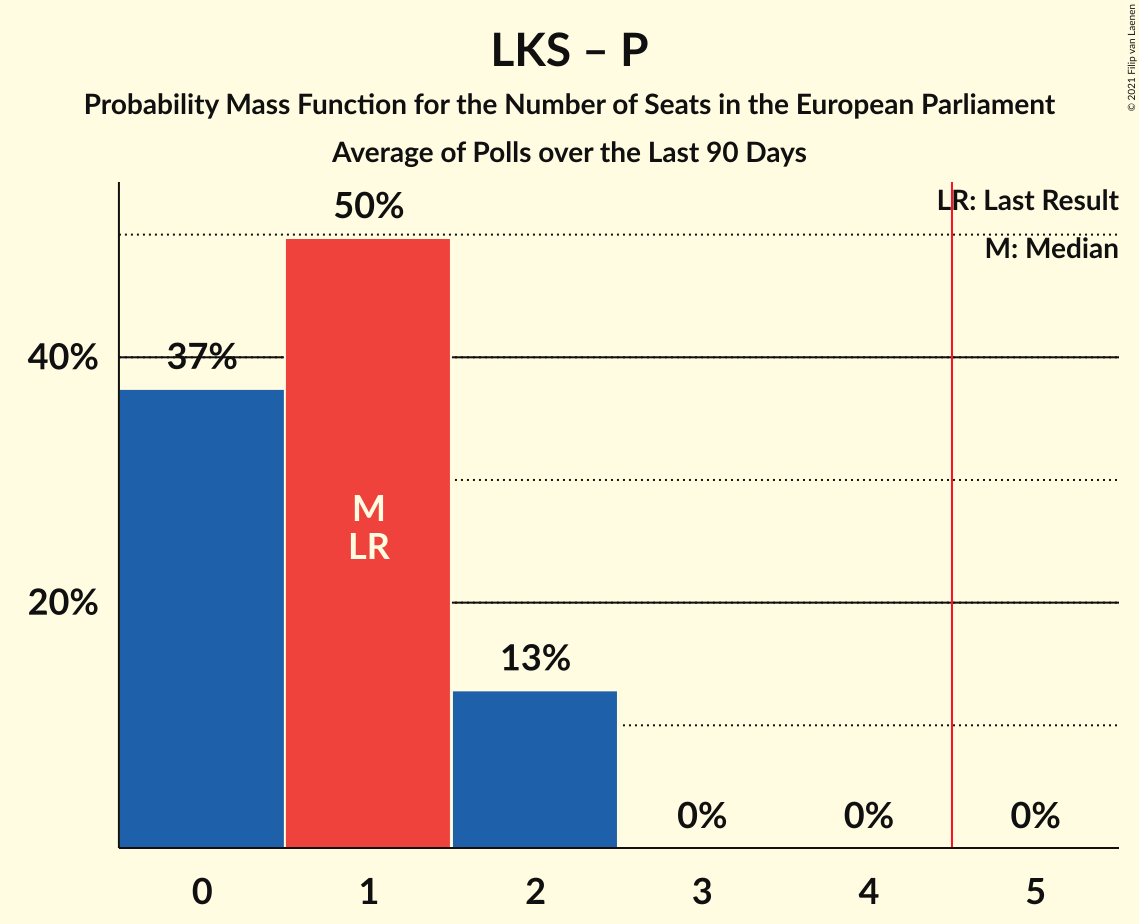 LKS – P
Probability Mass Function for the Number of Seats in the European Parliament
Average of Polls over the Last 90 Days
© 2021 Filip van Laenen
LR: Last Result
M: Median
50%
40%
37%
M
LR
20%
13%
0%
0%
0%
0
1
2
3
4
5